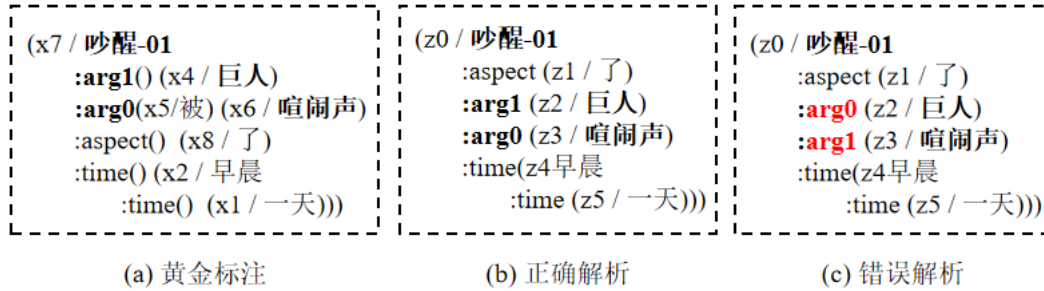 (x7 / 吵醒-01
:arg1() (x4 / 巨人)
:arg0(x5/被) (x6 / 喧闹声)
:aspect() (x8 / 了)
:time() (x2 / 早晨
:time() (x1 / 一天)))
(a) 黄金标注
(z0 / 吵醒-01
:aspect (z1 / 了)
:arg1 (z2 / 巨人)
:arg0 (z3 / 喧闹声)
:time(z4早晨
:time (z5 / 一天)))
(b) 正确解析
(z0 / 吵醒-01
:aspect (z1 / 了)
:arg0 (z2 / 巨人)
:arg1 (z3 / 喧闹声)
:time(z4早晨
:time (z5 / 一天)))
(c) 错误解析